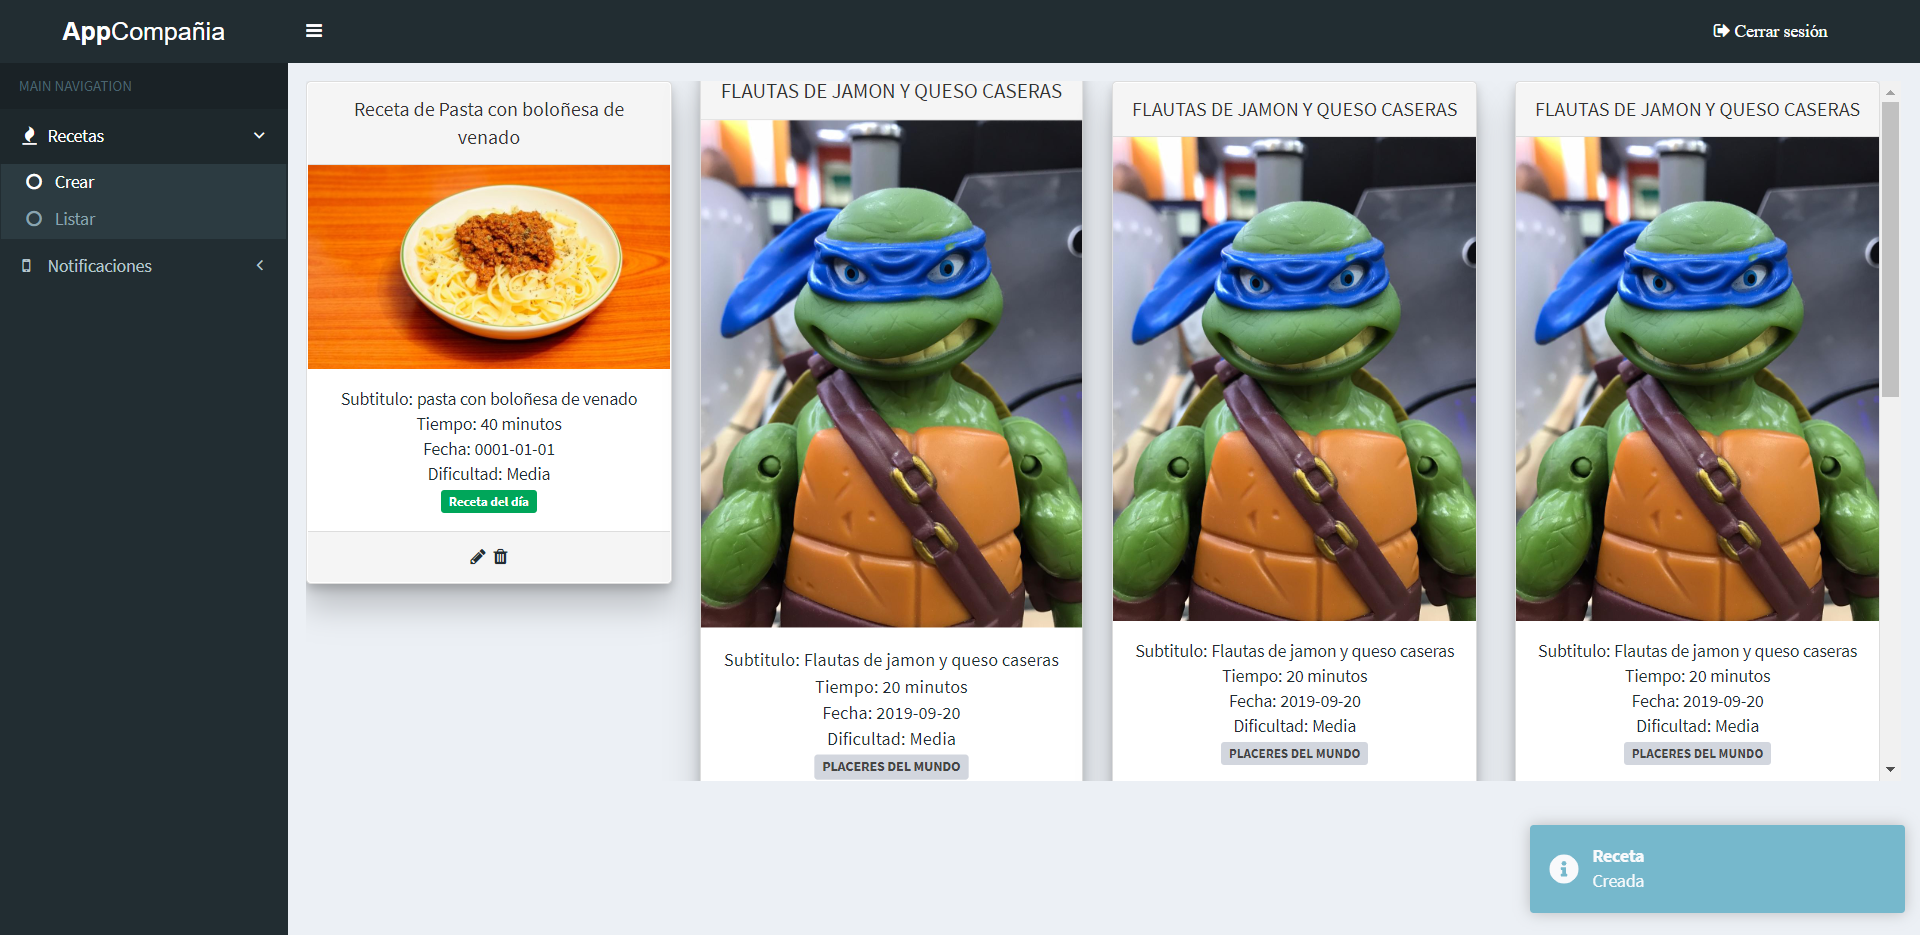 AppCompañia
Cerrar sesión
MAIN NAVIGATION
Recetas
Crear
Listar
Notificaciones
Receta de Pasta con boloñesa de
venado
Subtitulo: pasta con boloñesa de venado
Tiempo: 40 minutos
Fecha: 0001-01-01
Dificultad: Media
Receta del día
FLAUTAS DE JAMON Y QUESO CASERAS
Subtitulo: Flautas de jamon y queso caseras
Tiempo: 20 minutos
Fecha: 2019-09-20
Dificultad: Media
PLACERES DEL MUNDO
FLAUTAS DE JAMON Y QUESO CASERAS
Subtitulo: Flautas de jamon y queso caseras
Tiempo: 20 minutos
Fecha: 2019-09-20
Dificultad: Media
PLACERES DEL MUNDO
FLAUTAS DE JAMON Y QUESO CASERAS
Subtitulo: Flautas de jamon y queso caseras
Tiempo: 20 minutos
Fecha: 2019-09-20
Dificultad: Media
PLACERES DEL MUNDO
Receta
Creada